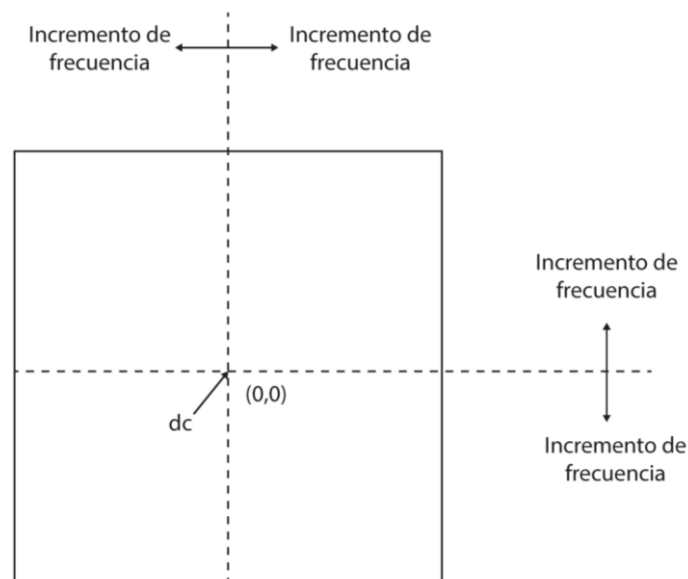 Incremento de
frecuencia
Incremento de
frecuencia
Incremento de
frecuencia
(0,0)
dc
Incremento de
frecuencia